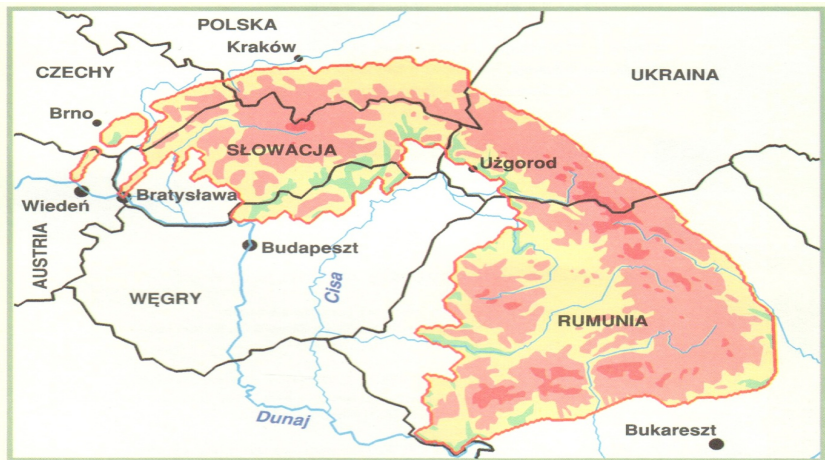 POLSKA
Kraków
CZECHY
UKRAINA
Brno
SŁOWACJA
Użgorod
Wiedeń
Bratysława
AUSTRIA
Budapeszt
WĘGRY
Cisa
RUMUNIA
Dunaj
Bukareszt